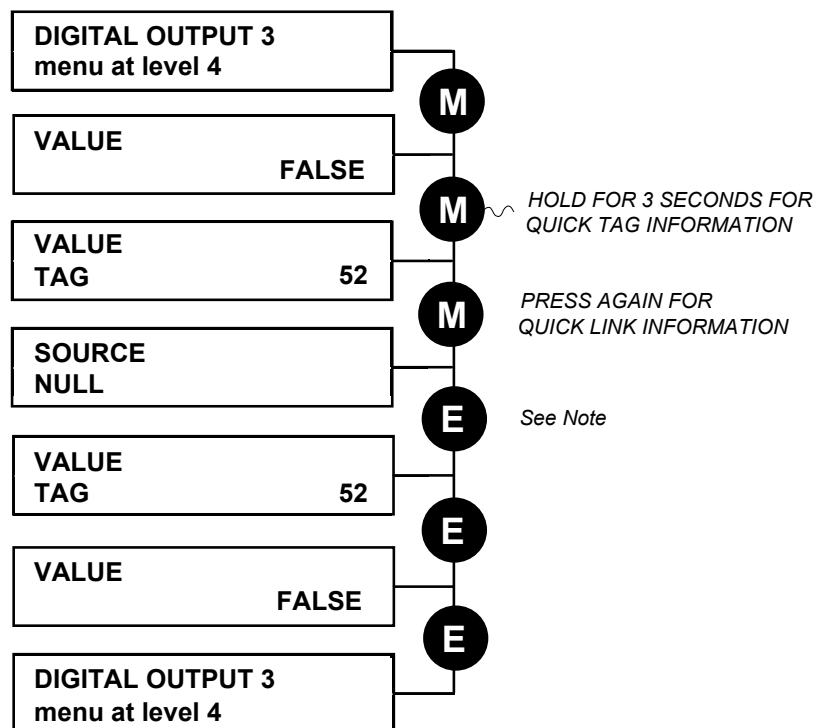 DIGITAL OUTPUT 3
menu at level 4
M
VALUE
FALSE
M
HOLD FOR 3 SECONDS FOR
QUICK TAG INFORMATION
VALUE
TAG 52
M
PRESS AGAIN FOR
QUICK LINK INFORMATION
SOURCE
NULL
E
See Note
VALUE
TAG 52
E
VALUE
FALSE
E
DIGITAL OUTPUT 3
menu at level 4